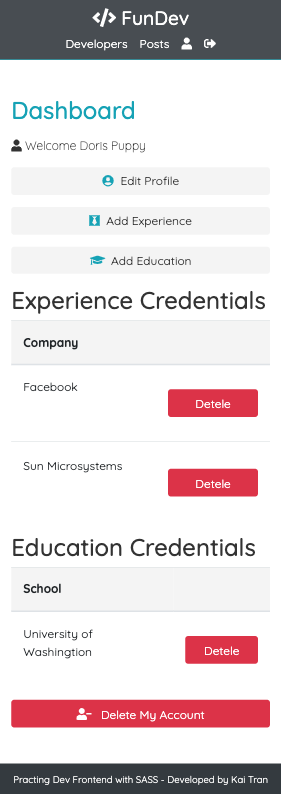 </> FunDev
Developers Posts
Dashboard
Welcome Doris Puppy
Edit Profile
Add Experience
Add Education
Experience Credentials
Company
Facebook
Detele
Sun Microsystems
Detele
Education Credentials
School
University of
Washingtion
Detele
Delete My Account
Practing Dev Frontend with SASS - Developed by Kai Tran